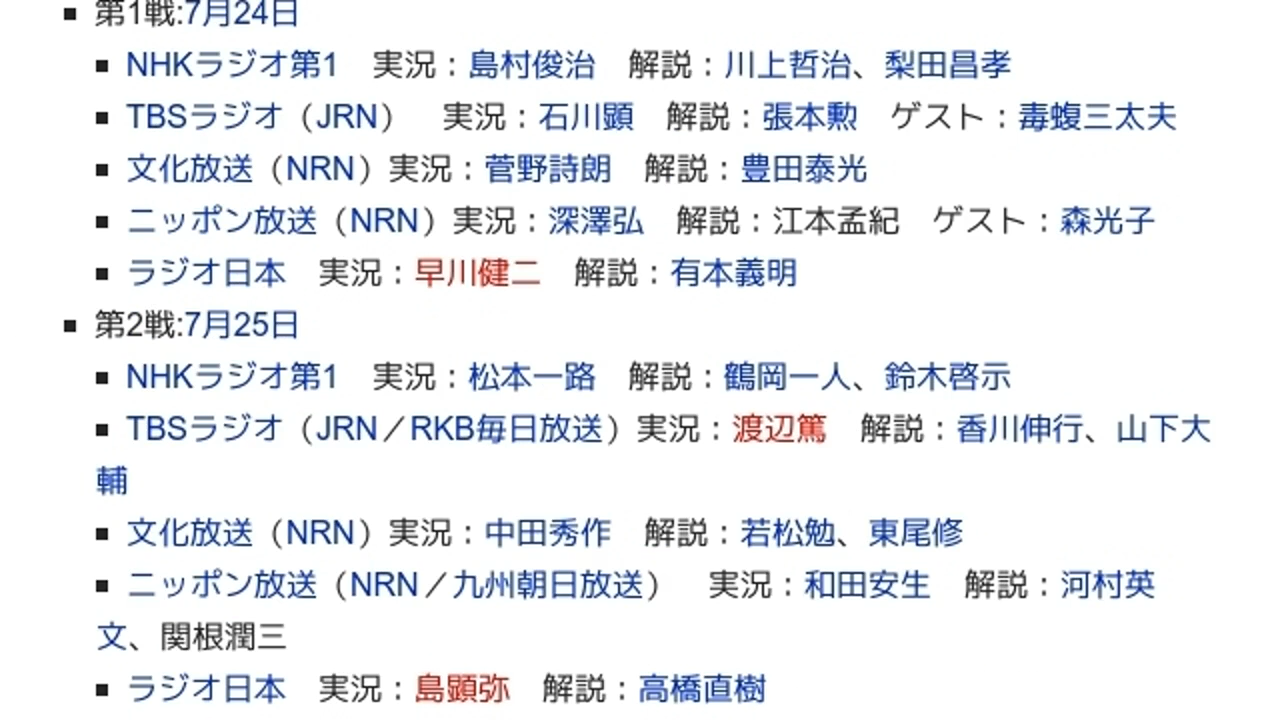 第1戦:7月24日
NHKラジオ第1　実況：島村俊治　解説：川上哲治、梨田昌孝
TBSラジオ（JRN）　実況：石川顕　解説：張本勲　ゲスト：毒蝮三太夫
文化放送（NRN）実況：菅野詩朗　解説：豊田泰光
ニッポン放送（NRN）実況：深澤弘　解説：江本孟紀　ゲスト：森光子
ラジオ日本　実況：早川健二　解説：有本義明
第2戦:7月25日
NHKラジオ第1　実況：松本一路　解説：鶴岡一人、鈴木啓示
TBSラジオ（JRN／RKB毎日放送）実況：渡辺篤　解説：香川伸行、山下大
輔
文化放送（NRN）実況：中田秀作　解説：若松勉、東尾修
ニッポン放送（NRN／九州朝日放送）　実況：和田安生　解説：河村英
文、関根潤三
ラジオ日本　実況：島顕弥　解説：高橋直樹